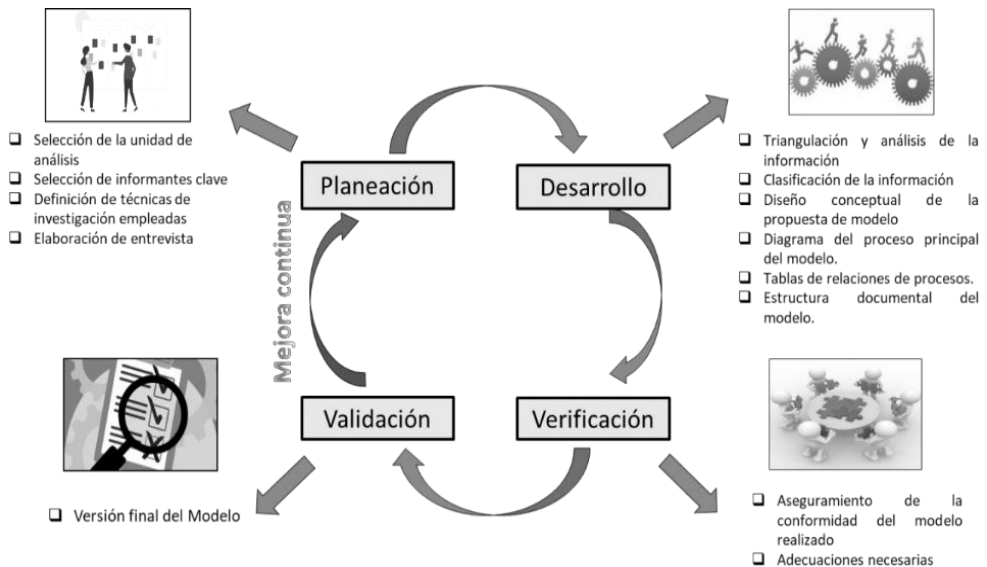 ❑ Selección de la unidad de
análisis
❑ Selección de informantes clave
❑ Definición de técnicas de
investigación empleadas
❑ Elaboración de entrevista
Planeación
Desarrollo
❑ Triangulación y análisis de la
información
❑ Clasificación de la información
❑ Diseño conceptual de la
propuesta de modelo
❑ Diagrama del proceso principal
del modelo.
❑ Tablas de relaciones de procesos.
❑ Estructura documental del
modelo.
Mejora continua
Validación
Verificación
❑ Versión final del Modelo
❑ Aseguramiento de la
conformidad del modelo
realizado
❑ Adecuaciones necesarias